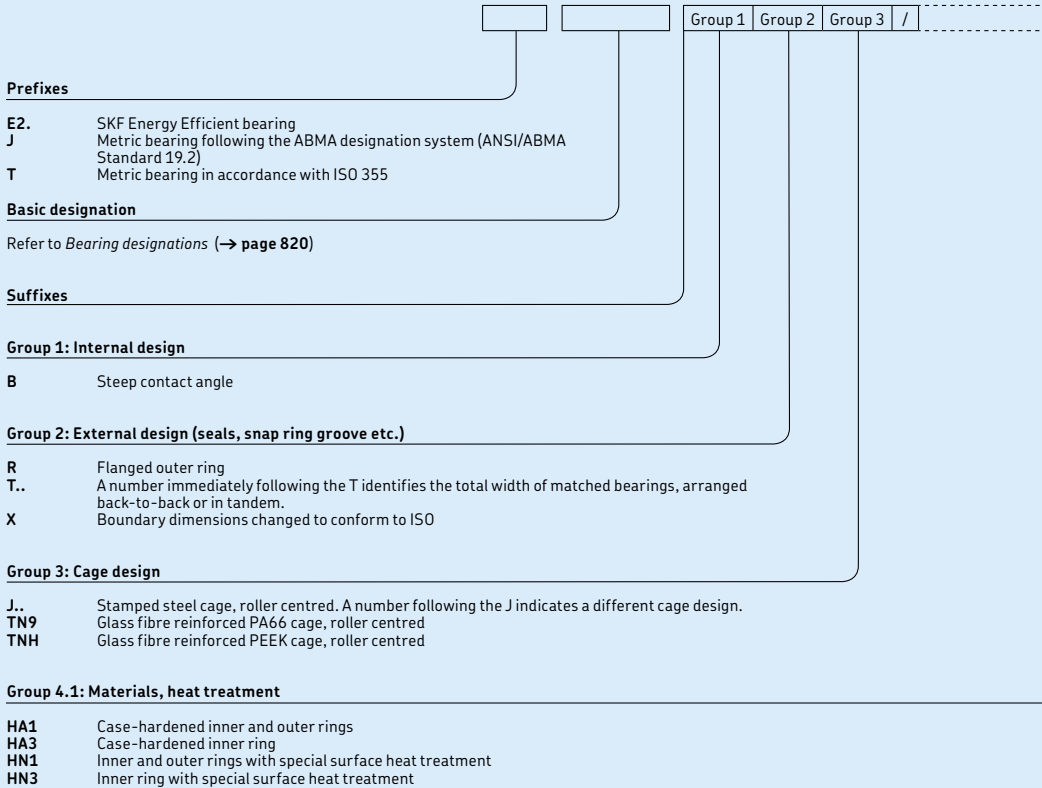 Group 1 Group 2 Group 3 /
Prefixes
E2. SKF Energy Efficient bearing
J Metric bearing following the ABMA designation system (ANSI/ABMA
Standard 19.2)
T Metric bearing in accordance with ISO 355
Basic designation
Refer to Bearing designations (→ page 820)
Suffixes
Group 1: Internal design
B Steep contact angle
Group 2: External design (seals, snap ring groove etc.)
R Flanged outer ring
T.. A number immediately following the T identifies the total width of matched bearings, arranged
back-to-back or in tandem.
X Boundary dimensions changed to conform to ISO
Group 3: Cage design
J.. Stamped steel cage, roller centred. A number following the J indicates a different cage design.
TN9 Glass fibre reinforced PA66 cage, roller centred
TNH Glass fibre reinforced PEEK cage, roller centred
Group 4.1: Materials, heat treatment
HA1 Case-hardened inner and outer rings
HA3 Case-hardened inner ring
HN1 Inner and outer rings with special surface heat treatment
HN3 Inner ring with special surface heat treatment